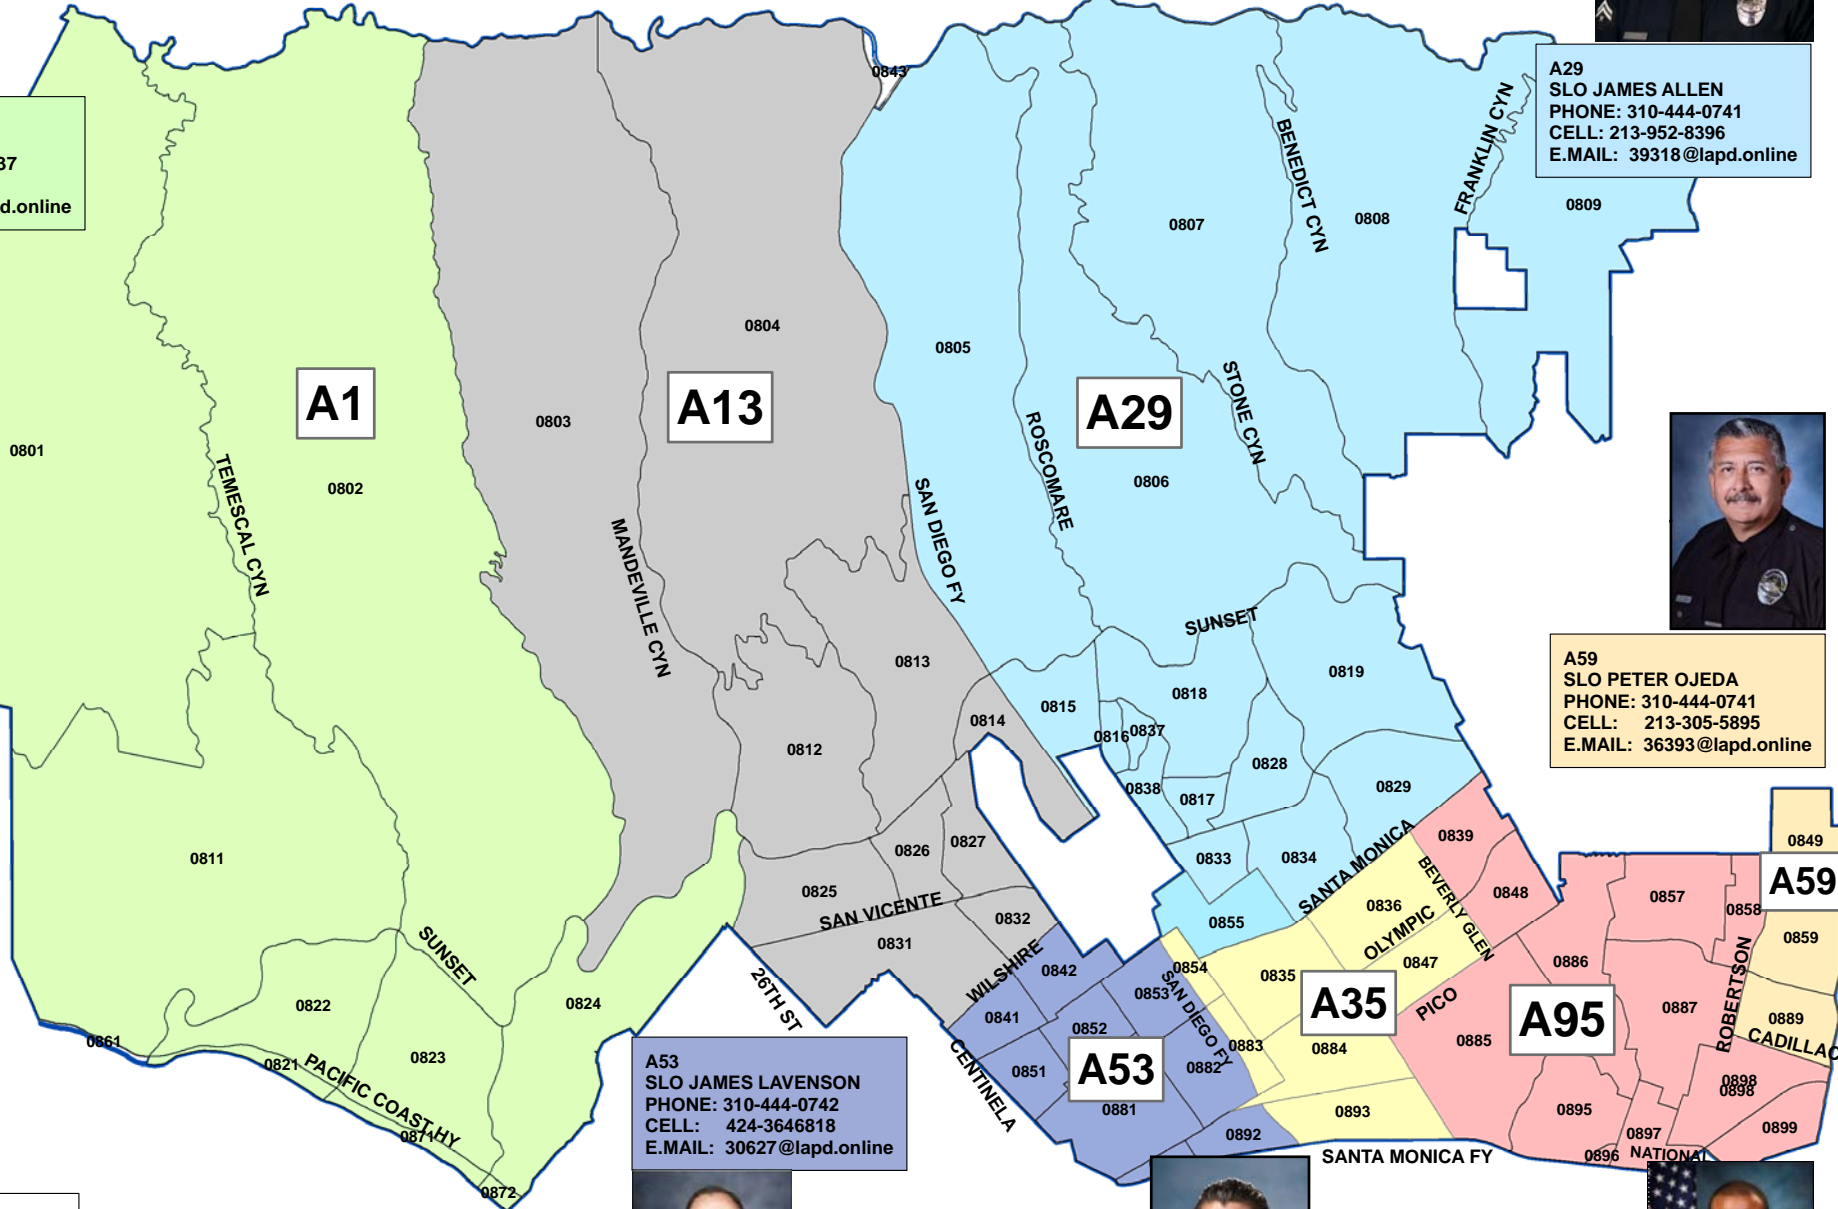 0843
A29
SLO JAMES ALLEN
PHONE: 310-444-0741
CELL: 213-952-8396
E.MAIL: 39318@lapd.online
37
d.online
FRANKLIN CYN
BENEDICT CYN
0807
0808
0809
0804
0805
A1
A13
A29
0801
0802
0803
0806
TEMESCAL CYN
MANDEVILLE CYN
SAN DIEGO FY
ROSCOMARE
STONE CYN
SUNSET
A59
SLO PETER OJEDA
PHONE: 310-444-0741
CELL: 213-305-5895
E.MAIL: 36393@lapd.online
0813
0819
0818
0815
0814
0812
0816
0837
0828
0838
0817
0829
0811
0826
0827
0825
SAN VICENTE
0832
0831
0833
0834
SANTA MONICA
0839
0849
A59
0836
BEVERLY GLEN
0848
0857
0858
0855
OLYMPIC
0859
SUNSET
0822
0824
26TH ST
WILSHIRE
0842
0854
0835
0847
0886
ROBERTSON
0853
SAN DIEGO FY
A35
PICO
A95
0887
0841
0852
0889
CADILLAC
0861
0821
0823
PACIFIC COAST HY
0871
0872
CENTINELA
0851
A53
0882
0883
0884
0885
0881
0893
0892
0895
0898
0898
0899
0897
0896
NATIONAL
SANTA MONICA FY
A53
SLO JAMES LAVENSON
PHONE: 310-444-0742
CELL: 424-3646818
E.MAIL: 30627@lapd.online